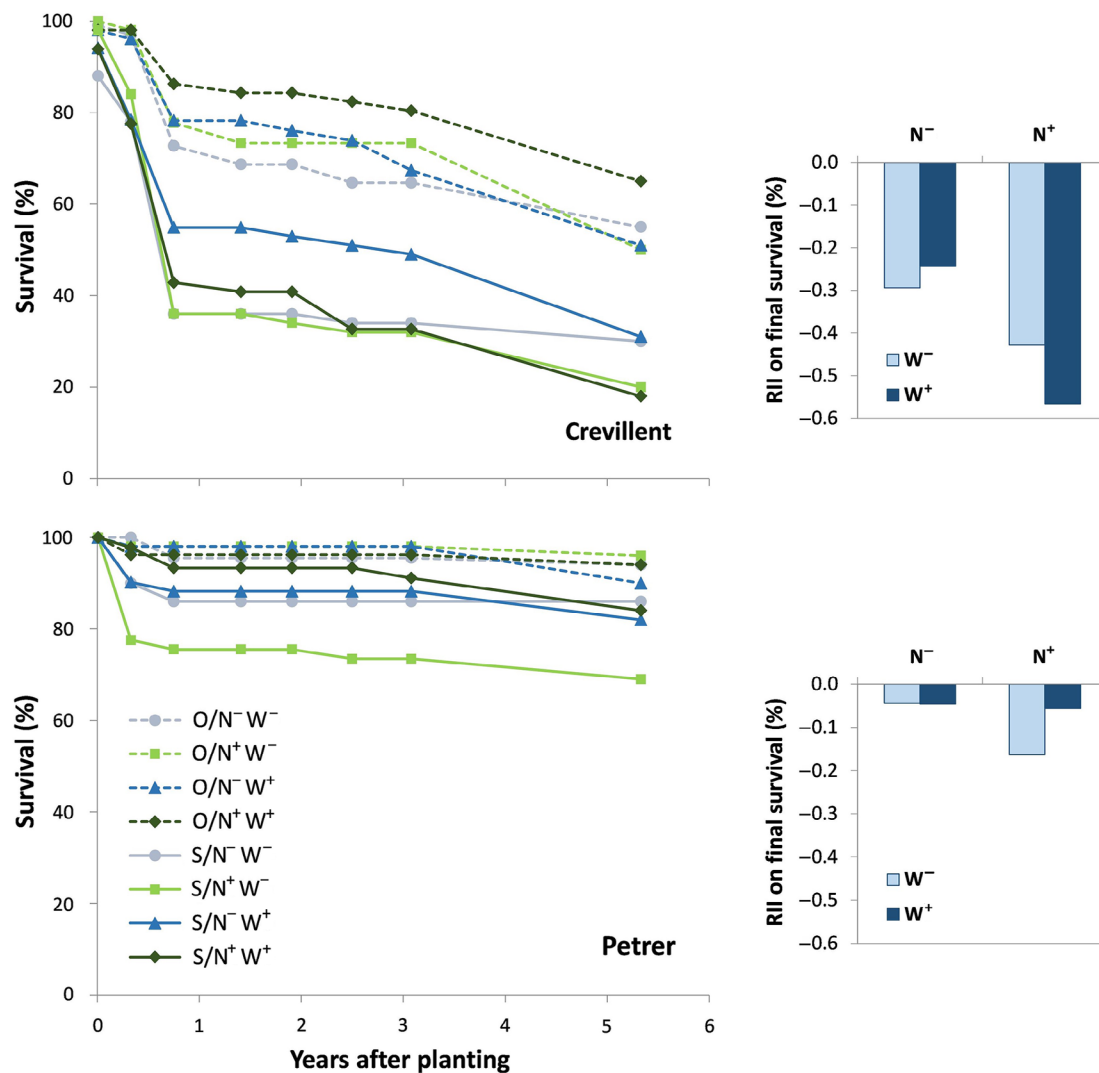 100
80
60
40
20
0
Survival (%)
Crevillent
N⁻ N⁺
0.0
−0.1
−0.2
−0.3
−0.4
−0.5
−0.6
RII on final survival (%)
W⁻
W⁺
100
80
60
40
20
0
Survival (%)
O/N⁻ W⁻
O/N⁺ W⁻
O/N⁻ W⁺
O/N⁺ W⁺
S/N⁻ W⁻
S/N⁺ W⁻
S/N⁻ W⁺
S/N⁺ W⁺
Petrer
0 1 2 3 4 5 6
Years after planting
N⁻ N⁺
0.0
−0.1
−0.2
−0.3
−0.4
−0.5
−0.6
RII on final survival (%)
W⁻
W⁺